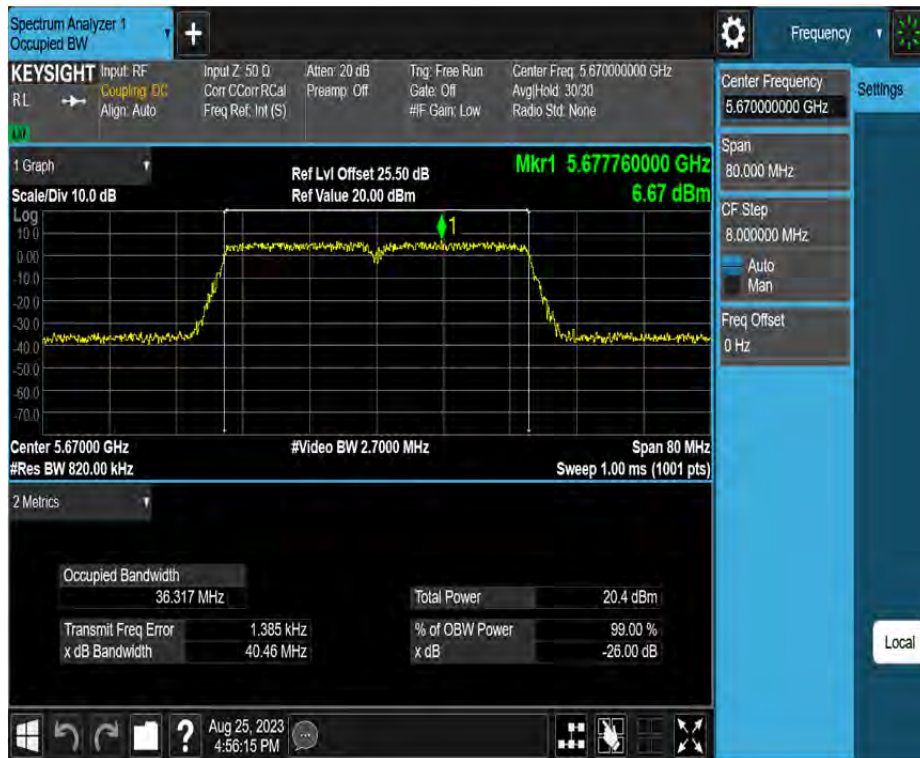 Spectrum Analyzer 1
Occupied BW
+
Frequency
KEYSIGHT
RL
Input: RF
Coupling: DC
Align: Auto
Input Z: 50 Ω
Corr CCorr RCal
Freq Ref: Int (S)
Atten: 20 dB
Preamp: Off
Trig: Free Run
Gate: Off
#IF Gain: Low
Center Freq: 5.670000000 GHz
Avg|Hold: 30/30
Radio Std: None
Center Frequency
5.670000000 GHz
Settings
Span
80.000 MHz
CF Step
8.000000 MHz
Auto
Man
Freq Offset
0 Hz
1 Graph
Scale/Div 10.0 dB
Ref Lvl Offset 25.50 dB
Ref Value 20.00 dBm
Mkr1 5.677760000 GHz
6.67 dBm
Log
10.0
0.00
-10.0
-20.0
-30.0
-40.0
-50.0
-60.0
-70.0
1
Center 5.67000 GHz
#Video BW 2.7000 MHz
Span 80 MHz
#Res BW 820.00 kHz
Sweep 1.00 ms (1001 pts)
2 Metrics
Occupied Bandwidth
36.317 MHz
Total Power 20.4 dBm
Transmit Freq Error 1.385 kHz
% of OBW Power 99.00 %
x dB Bandwidth 40.46 MHz
x dB -26.00 dB
Local
?
Aug 25, 2023
4:56:15 PM